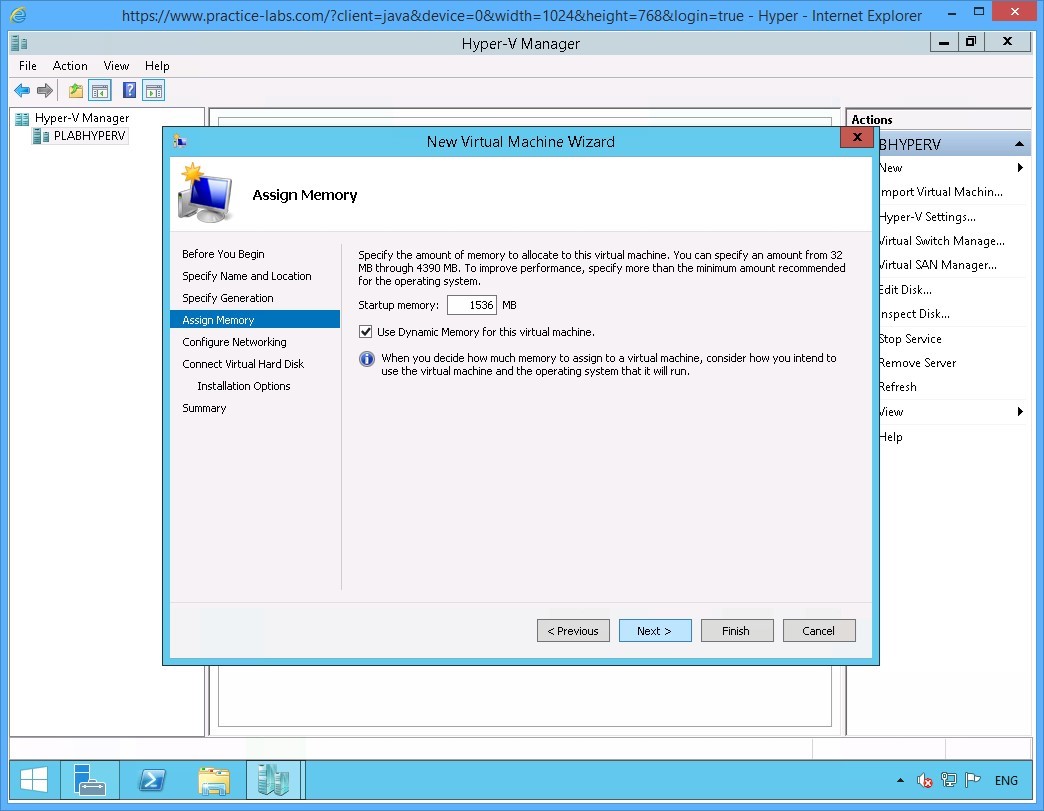 https://www.practice-labs.com/?client=java&device=0&width=1024&height=768&login=true - Hyper - Internet Explorer
Hyper-V Manager
File Action View Help
Hyper-V Manager
PLABHYPERV
Actions
BHYPERV
New
mport Virtual Machin...
Hyper-V Settings...
Virtual Switch Manage...
Virtual SAN Manager...
Edit Disk...
nspect Disk...
Stop Service
Remove Server
Refresh
View
Help
New Virtual Machine Wizard
Assign Memory
Before You Begin
Specify Name and Location
Specify Generation
Assign Memory
Configure Networking
Connect Virtual Hard Disk
Installation Options
Summary
Specify the amount of memory to allocate to this virtual machine. You can specify an amount from 32
MB through 4390 MB. To improve performance, specify more than the minimum amount recommended
for the operating system.
Startup memory: 1536 MB
Use Dynamic Memory for this virtual machine.
When you decide how much memory to assign to a virtual machine, consider how you intend to
use the virtual machine and the operating system that it will run.
< Previous Next > Finish Cancel
ENG